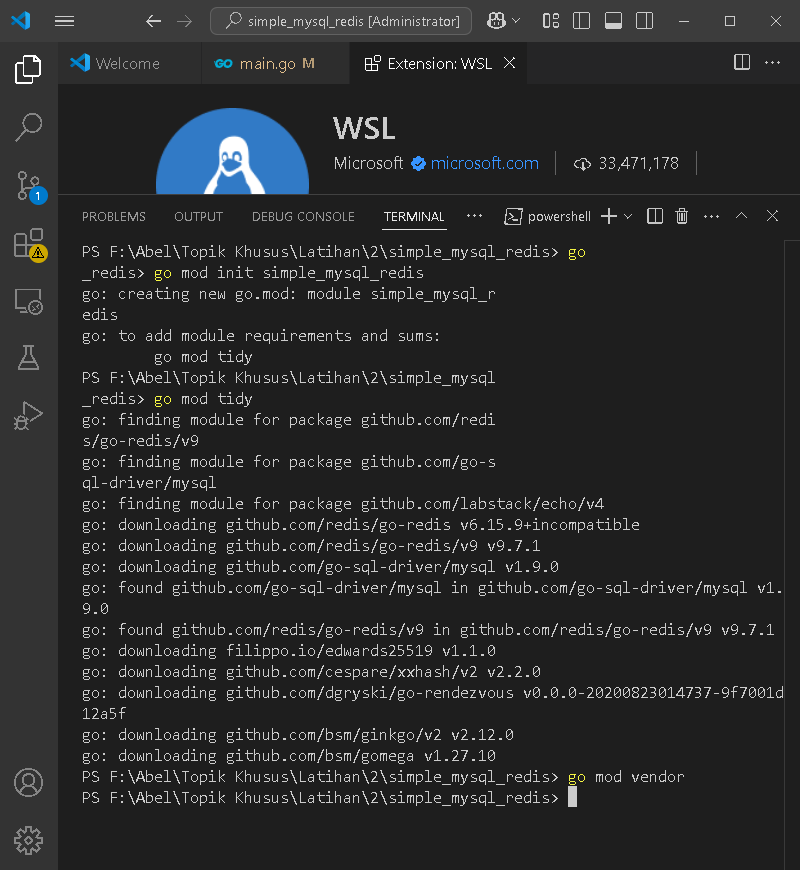 simple_mysql_redis [Administrator]
Welcome
main.go M
Extension: WSL
WSL
Microsoft microsoft.com 33,471,178
1
PROBLEMS OUTPUT DEBUG CONSOLE TERMINAL ··· powershell
PS F:\Abel\Topik Khusus\Latihan\2\simple_mysql_redis> go
_redis> go mod init simple_mysql_redis
go: creating new go.mod: module simple_mysql_r
edis
go: to add module requirements and sums:
        go mod tidy
PS F:\Abel\Topik Khusus\Latihan\2\simple_mysql
_redis> go mod tidy
go: finding module for package github.com/redi
s/go-redis/v9
go: finding module for package github.com/go-s
ql-driver/mysql
go: finding module for package github.com/labstack/echo/v4
go: downloading github.com/redis/go-redis v6.15.9+incompatible
go: downloading github.com/redis/go-redis/v9 v9.7.1
go: downloading github.com/go-sql-driver/mysql v1.9.0
go: found github.com/go-sql-driver/mysql in github.com/go-sql-driver/mysql v1.
9.0
go: found github.com/redis/go-redis/v9 in github.com/redis/go-redis/v9 v9.7.1
go: downloading filippo.io/edwards25519 v1.1.0
go: downloading github.com/cespare/xxhash/v2 v2.2.0
go: downloading github.com/dgryski/go-rendezvous v0.0.0-20200823014737-9f7001d
12a5f
go: downloading github.com/bsm/ginkgo/v2 v2.12.0
go: downloading github.com/bsm/gomega v1.27.10
PS F:\Abel\Topik Khusus\Latihan\2\simple_mysql_redis> go mod vendor
PS F:\Abel\Topik Khusus\Latihan\2\simple_mysql_redis>